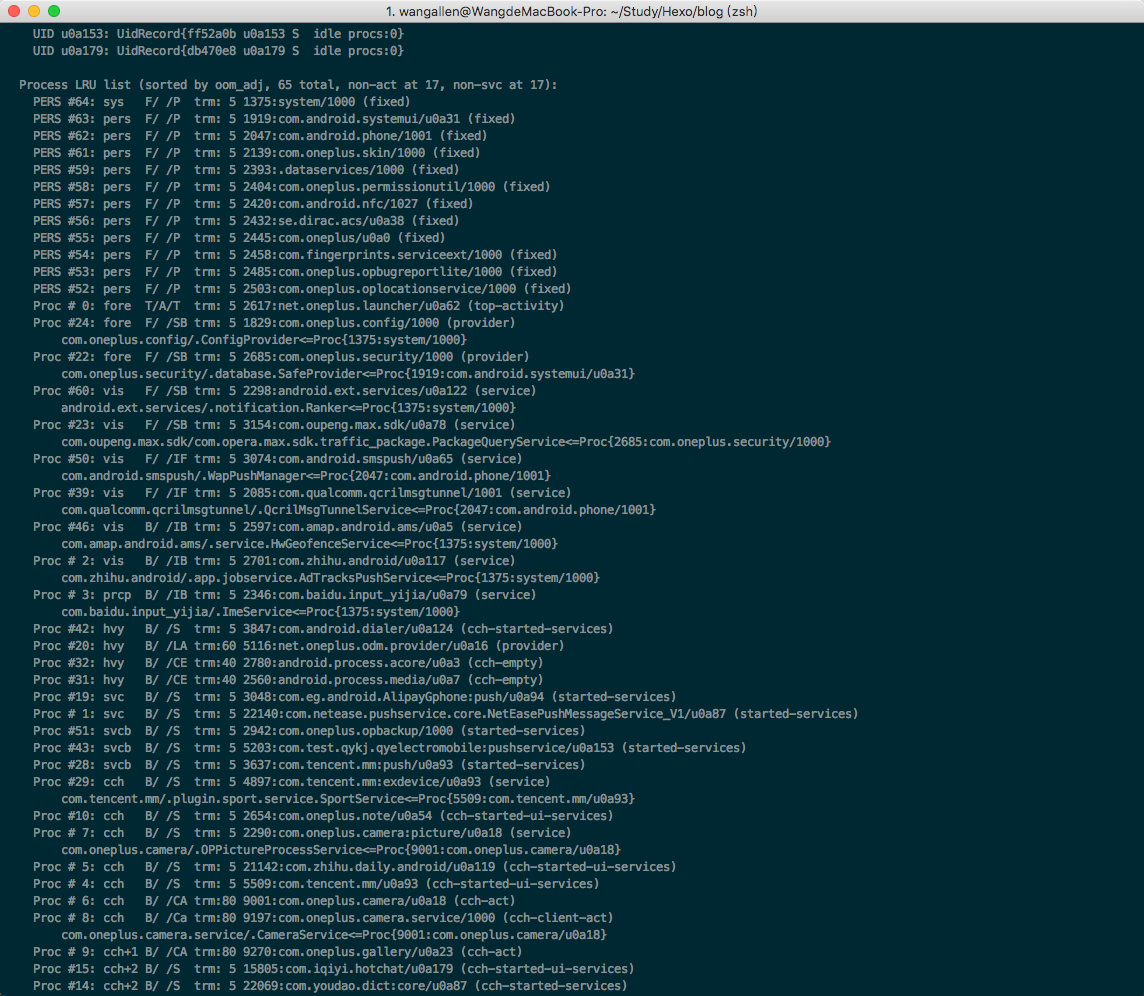 1. wangallen@WangdeMacBook-Pro: ~/Study/Hexo/blog (zsh)
UID u0a153: UidRecord{ff52a0b u0a153 S  idle procs:0}
UID u0a179: UidRecord{db470e8 u0a179 S  idle procs:0}
Process LRU list (sorted by oom_adj, 65 total, non-act at 17, non-svc at 17):
PERS #64: sys   F/ /P  trm: 5 1375:system/1000 (fixed)
PERS #63: pers  F/ /P  trm: 5 1919:com.android.systemui/u0a31 (fixed)
PERS #62: pers  F/ /P  trm: 5 2047:com.android.phone/1001 (fixed)
PERS #61: pers  F/ /P  trm: 5 2139:com.oneplus.skin/1000 (fixed)
PERS #59: pers  F/ /P  trm: 5 2393:.dataservices/1000 (fixed)
PERS #58: pers  F/ /P  trm: 5 2404:com.oneplus.permissionutil/1000 (fixed)
PERS #57: pers  F/ /P  trm: 5 2420:com.android.nfc/1027 (fixed)
PERS #56: pers  F/ /P  trm: 5 2432:se.dirac.acs/u0a38 (fixed)
PERS #55: pers  F/ /P  trm: 5 2445:com.oneplus/u0a0 (fixed)
PERS #54: pers  F/ /P  trm: 5 2458:com.fingerprints.serviceext/1000 (fixed)
PERS #53: pers  F/ /P  trm: 5 2485:com.oneplus.opbugreportlite/1000 (fixed)
PERS #52: pers  F/ /P  trm: 5 2503:com.oneplus.oplocationservice/1000 (fixed)
Proc # 0: fore  T/A/T  trm: 5 2617:net.oneplus.launcher/u0a62 (top-activity)
Proc #24: fore  F/ /SB trm: 5 1829:com.oneplus.config/1000 (provider)
com.oneplus.config/.ConfigProvider<=Proc{1375:system/1000}
Proc #22: fore  F/ /SB trm: 5 2685:com.oneplus.security/1000 (provider)
com.oneplus.security/.database.SafeProvider<=Proc{1919:com.android.systemui/u0a31}
Proc #60: vis   F/ /SB trm: 5 2298:android.ext.services/u0a122 (service)
android.ext.services/.notification.Ranker<=Proc{1375:system/1000}
Proc #23: vis   F/ /SB trm: 5 3154:com.oupeng.max.sdk/u0a78 (service)
com.oupeng.max.sdk/com.opera.max.sdk.traffic_package.PackageQueryService<=Proc{2685:com.oneplus.security/1000}
Proc #50: vis   F/ /IF trm: 5 3074:com.android.smspush/u0a65 (service)
com.android.smspush/.WapPushManager<=Proc{2047:com.android.phone/1001}
Proc #39: vis   F/ /IF trm: 5 2085:com.qualcomm.qcrilmsgtunnel/1001 (service)
com.qualcomm.qcrilmsgtunnel/.QcrilMsgTunnelService<=Proc{2047:com.android.phone/1001}
Proc #46: vis   B/ /IB trm: 5 2597:com.amap.android.ams/u0a5 (service)
com.amap.android.ams/.service.HwGeofenceService<=Proc{1375:system/1000}
Proc # 2: vis   B/ /IB trm: 5 2701:com.zhihu.android/u0a117 (service)
com.zhihu.android/.app.jobservice.AdTracksPushService<=Proc{1375:system/1000}
Proc # 3: prcp  B/ /IB trm: 5 2346:com.baidu.input_yijia/u0a79 (service)
com.baidu.input_yijia/.ImeService<=Proc{1375:system/1000}
Proc #42: hvy   B/ /S  trm: 5 3847:com.android.dialer/u0a124 (cch-started-services)
Proc #20: hvy   B/ /LA trm:60 5116:net.oneplus.odm.provider/u0a16 (provider)
Proc #32: hvy   B/ /CE trm:40 2780:android.process.acore/u0a3 (cch-empty)
Proc #31: hvy   B/ /CE trm:40 2560:android.process.media/u0a7 (cch-empty)
Proc #19: svc   B/ /S  trm: 5 3048:com.eg.android.AlipayGphone:push/u0a94 (started-services)
Proc # 1: svc   B/ /S  trm: 5 22140:com.netease.pushservice.core.NetEasePushMessageService_V1/u0a87 (started-services)
Proc #51: svcb  B/ /S  trm: 5 2942:com.oneplus.opbackup/1000 (started-services)
Proc #43: svcb  B/ /S  trm: 5 5203:com.test.qykj.qyelectromobile:pushservice/u0a153 (started-services)
Proc #28: svcb  B/ /S  trm: 5 3637:com.tencent.mm:push/u0a93 (started-services)
Proc #29: cch   B/ /S  trm: 5 4897:com.tencent.mm:exdevice/u0a93 (service)
com.tencent.mm/.plugin.sport.service.SportService<=Proc{5509:com.tencent.mm/u0a93}
Proc #10: cch   B/ /S  trm: 5 2654:com.oneplus.note/u0a54 (cch-started-ui-services)
Proc # 7: cch   B/ /S  trm: 5 2290:com.oneplus.camera:picture/u0a18 (service)
com.oneplus.camera/.OPPictureProcessService<=Proc{9001:com.oneplus.camera/u0a18}
Proc # 5: cch   B/ /S  trm: 5 21142:com.zhihu.daily.android/u0a119 (cch-started-ui-services)
Proc # 4: cch   B/ /S  trm: 5 5509:com.tencent.mm/u0a93 (cch-started-ui-services)
Proc # 6: cch   B/ /CA trm:80 9001:com.oneplus.camera/u0a18 (cch-act)
Proc # 8: cch   B/ /Ca trm:80 9197:com.oneplus.camera.service/1000 (cch-client-act)
com.oneplus.camera.service/.CameraService<=Proc{9001:com.oneplus.camera/u0a18}
Proc # 9: cch+1 B/ /CA trm:80 9270:com.oneplus.gallery/u0a23 (cch-act)
Proc #15: cch+2 B/ /S  trm: 5 15805:com.iqiyi.hotchat/u0a179 (cch-started-ui-services)
Proc #14: cch+2 B/ /S  trm: 5 22069:com.youdao.dict:core/u0a87 (cch-started-services)